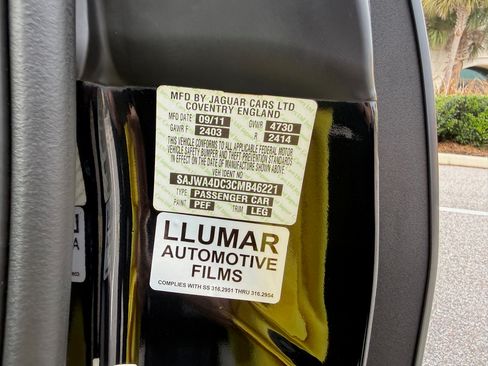 MFD BY JAGUAR CARS LTD
COVENTRY ENGLAND
MFD DATE 09/11 GVWR 4730
GAWR F 2403 R 2414
THIS VEHICLE CONFORMS TO ALL APPLICABLE FEDERAL MOTOR
VEHICLE SAFETY BUMPER AND THEFT PREVENTION STANDARDS
IN EFFECT ON THE DATE OF MANUFACTURE SHOWN ABOVE.
VEH IDENT NO
SAJWA4DC3CMB46221
TYPE PASSENGER CAR
PAINT PEF TRIM LEG
LLUMAR
AUTOMOTIVE
FILMS
COMPLIES WITH SS 316.2951 THRU 316.2954